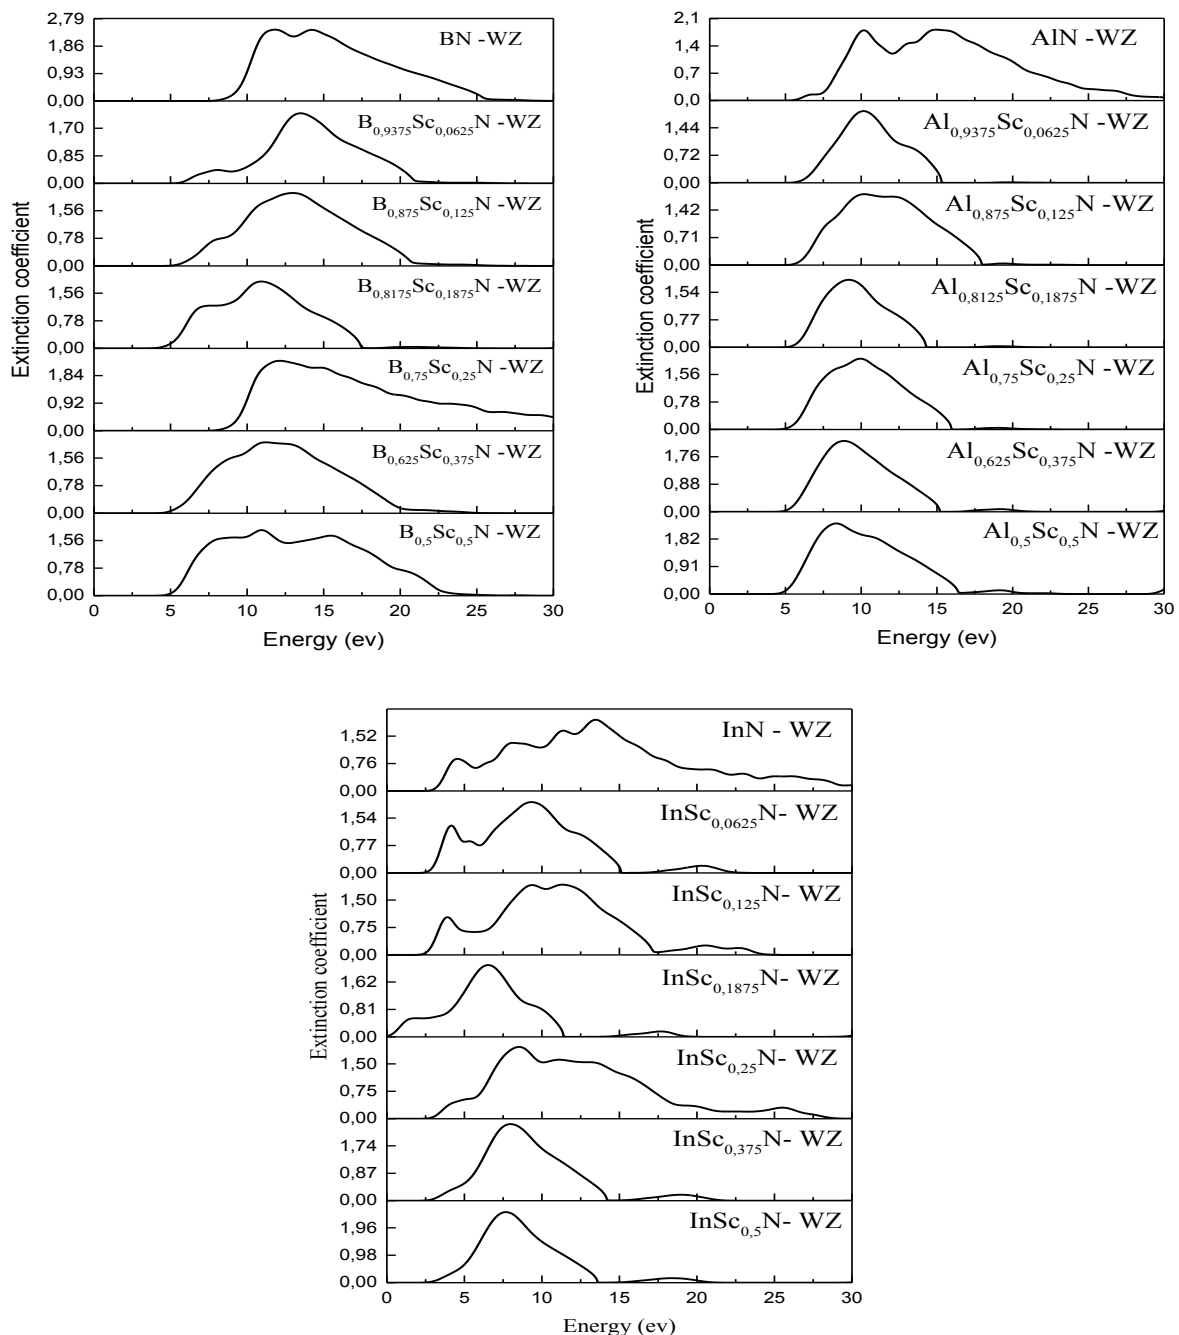 2,79
1,86
0,93
0,00
BN -WZ
1,70
0,85
0,00
B0,9375Sc0,0625N -WZ
1,56
0,78
0,00
B0,875Sc0,125N -WZ
1,56
0,78
0,00
B0,8175Sc0,1875N -WZ
1,84
0,92
0,00
B0,75Sc0,25N -WZ
1,56
0,78
0,00
B0,625Sc0,375N -WZ
1,56
0,78
0,00
B0,5Sc0,5N -WZ
0 5 10 15 20 25 30
Energy (ev)
Extinction coefficient
2,1
1,4
0,7
0,0
AlN -WZ
1,44
0,72
0,00
Al0,9375Sc0,0625N -WZ
1,42
0,71
0,00
Al0,875Sc0,125N -WZ
1,54
0,77
0,00
Al0,8125Sc0,1875N -WZ
1,56
0,78
0,00
Al0,75Sc0,25N -WZ
1,76
0,88
0,00
Al0,625Sc0,375N -WZ
1,82
0,91
0,00
Al0,5Sc0,5N -WZ
0 5 10 15 20 25 30
Energy (ev)
Extinction coefficient
1,52
0,76
0,00
InN - WZ
1,54
0,77
0,00
InSc0,0625N- WZ
1,50
0,75
0,00
InSc0,125N- WZ
1,62
0,81
0,00
InSc0,1875N- WZ
1,50
0,75
0,00
InSc0,25N- WZ
1,74
0,87
0,00
InSc0,375N- WZ
1,96
0,98
0,00
InSc0,5N- WZ
0 5 10 15 20 25 30
Energy (ev)
Extinction coefficient